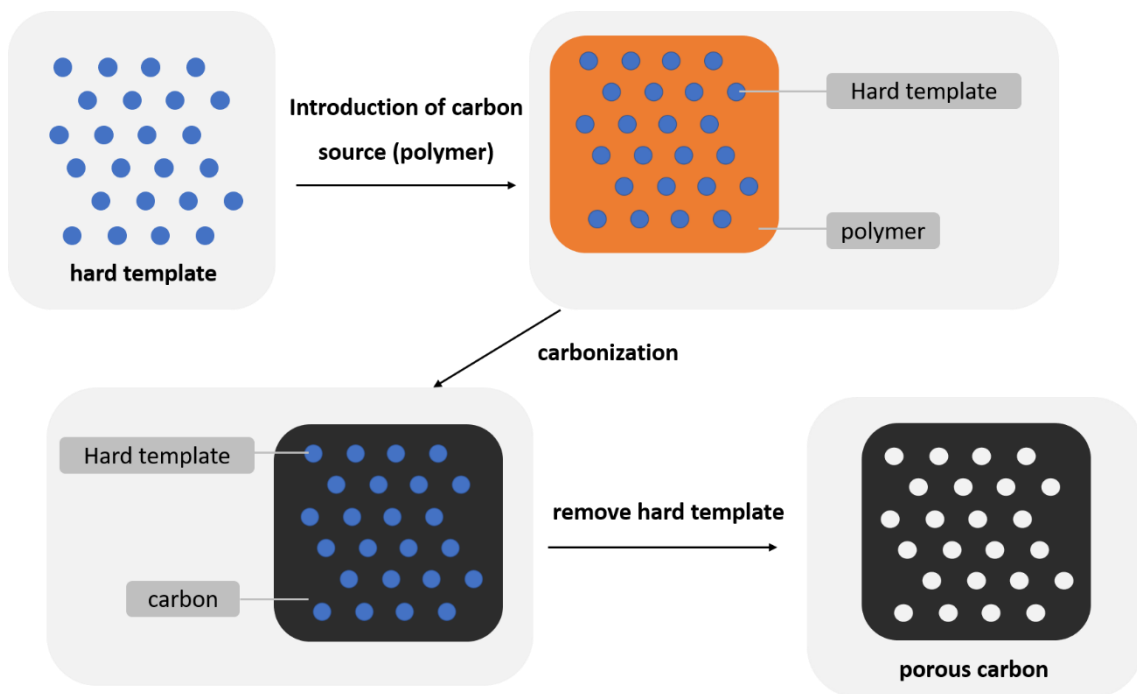 hard template
Introduction of carbon
source (polymer)
Hard template
polymer
carbonization
Hard template
carbon
remove hard template
porous carbon